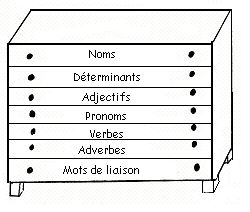 Noms
Déterminants
Adjectifs
Pronoms
Verbes
Adverbes
Mots de liaison